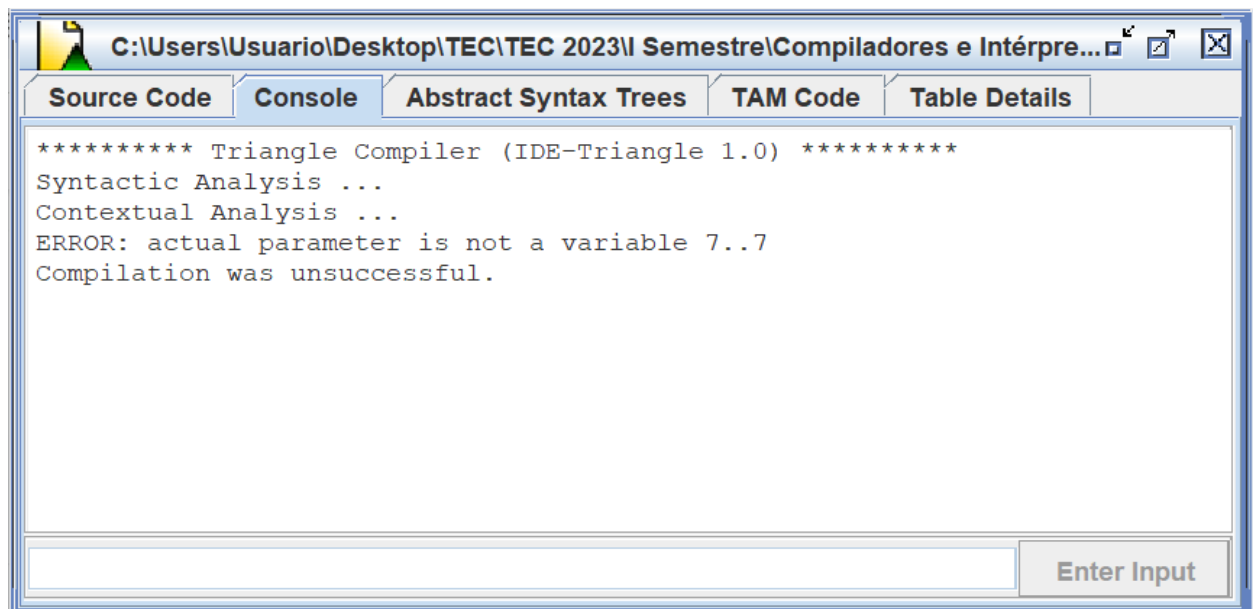 C:\Users\Usuario\Desktop\TEC\TEC 2023\I Semestre\Compiladores e Intérpre...
Source Code Console Abstract Syntax Trees TAM Code Table Details
********** Triangle Compiler (IDE-Triangle 1.0) **********
Syntactic Analysis ...
Contextual Analysis ...
ERROR: actual parameter is not a variable 7..7
Compilation was unsuccessful.
Enter Input